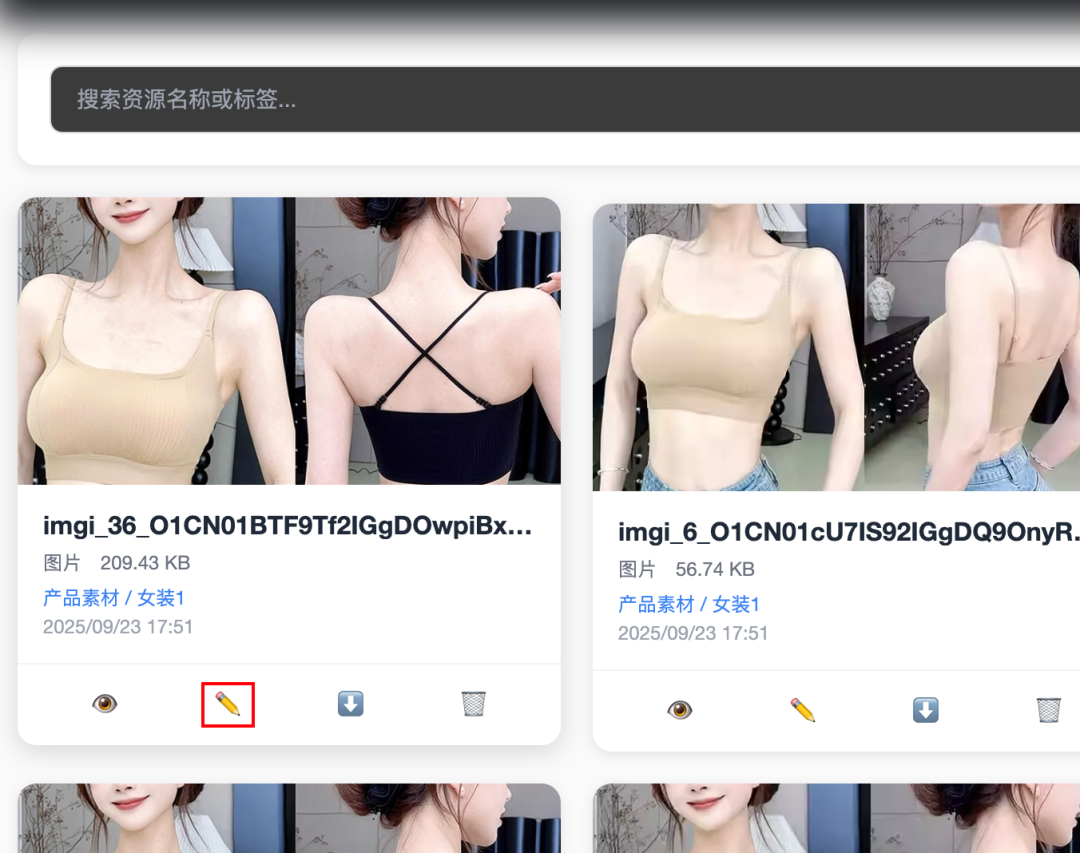 搜索资源名称或标签...
imgi_36_O1CN01BTF9Tf2IGgDOwpiBx...
图片 209.43 KB
产品素材 / 女装1
2025/09/23 17:51
imgi_6_O1CN01cU7IS92IGgDQ9OnyR.
图片 56.74 KB
产品素材 / 女装1
2025/09/23 17:51